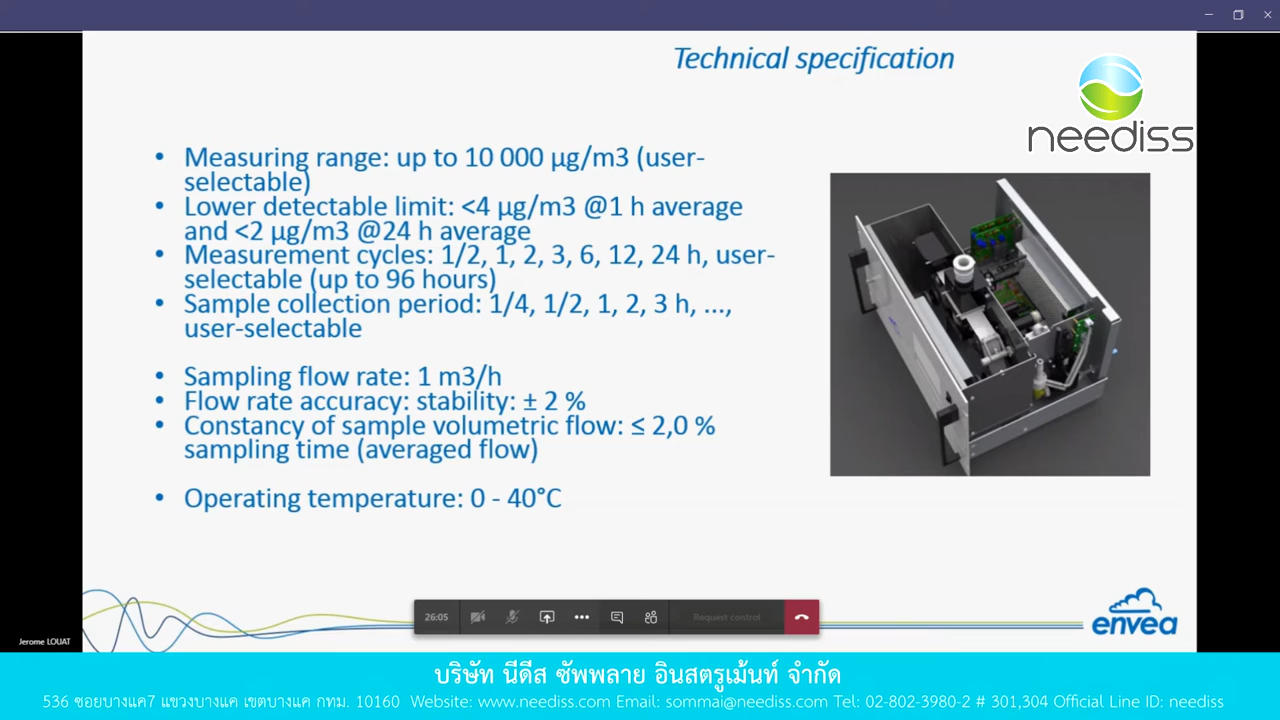 Technical specification
neediss
• Measuring range: up to 10 000 µg/m3 (user-
selectable)
• Lower detectable limit: <4 µg/m3 @1 h average
and <2 µg/m3 @24 h average
• Measurement cycles: 1/2, 1, 2, 3, 6, 12, 24 h, user-
selectable (up to 96 hours)
• Sample collection period: 1/4, 1/2, 1, 2, 3 h, ...,
user-selectable
• Sampling flow rate: 1 m3/h
• Flow rate accuracy: stability: ± 2 %
• Constancy of sample volumetric flow: ≤ 2,0 %
sampling time (averaged flow)
• Operating temperature: 0 - 40°C
26:05
Request control
envea
Jerome LOUAT
บริษัท นีดีส ซัพพลาย อินสตรูเม้นท์ จำกัด
536 ซอยบางแค7 แขวงบางแค เขตบางแค กทม. 10160 Website: www.neediss.com Email: sommai@neediss.com Tel: 02-802-3980-2 # 301,304 Official Line ID: neediss